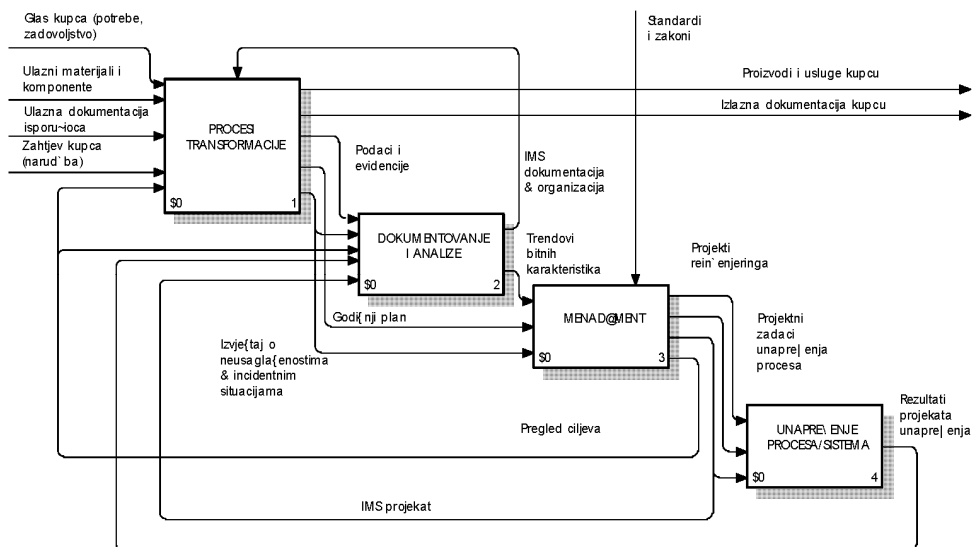 Glas kupca (potrebe,
zadovoljstvo)
Ulazni materijali i
komponente
Ulazna dokumentacija
isporu~ioca
Zahtjev kupca
(narud`ba)
Standardi
i zakoni
Proizvodi i usluge kupcu
Izlazna dokumentacija kupcu
PROCESI
TRANSFORMACIJE
$0
1
Podaci i
evidencije
IMS
dokumentacija
& organizacija
DOKUMENTOVANJE
I ANALIZE
$0
2
Trendovi
bitnih
karakteristika
Projekti
rein`enjeringa
Godi{nji plan
MENAD@MENT
$0
3
Izvje{taj o
neusagla{enostima
& incidentnim
situacijama
Projektni
zadaci
unapre|enja
procesa
Pregled ciljeva
Rezultati
projekata
unapre|enja
UNAPRE\ENJE
PROCESA/SISTEMA
$0
4
IMS projekat